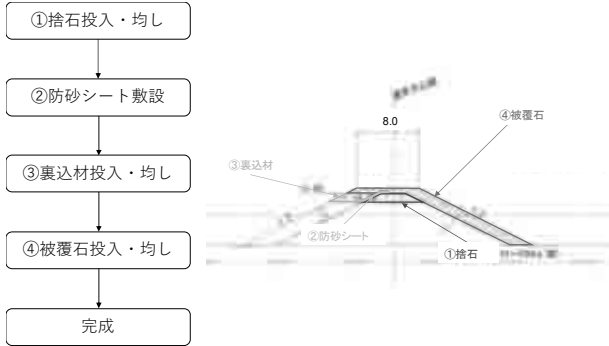 ①捨石投入・均し
②防砂シート敷設
③裏込材投入・均し
④被覆石投入・均し
完成
8.0
④被覆石
③裏込材
②防砂シート
①捨石